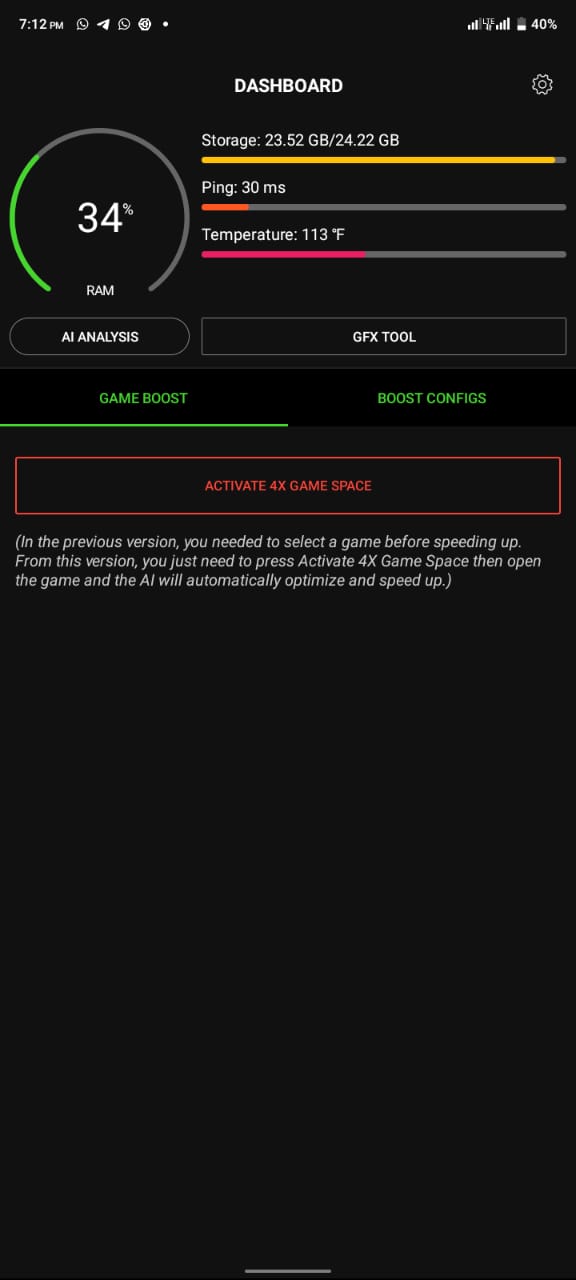 7:12 PM
LTE
40%
DASHBOARD
Storage: 23.52 GB/24.22 GB
34%
Ping: 30 ms
Temperature: 113 °F
RAM
AI ANALYSIS
GFX TOOL
GAME BOOST
BOOST CONFIGS
ACTIVATE 4X GAME SPACE
(In the previous version, you needed to select a game before speeding up.
From this version, you just need to press Activate 4X Game Space then open
the game and the AI will automatically optimize and speed up.)